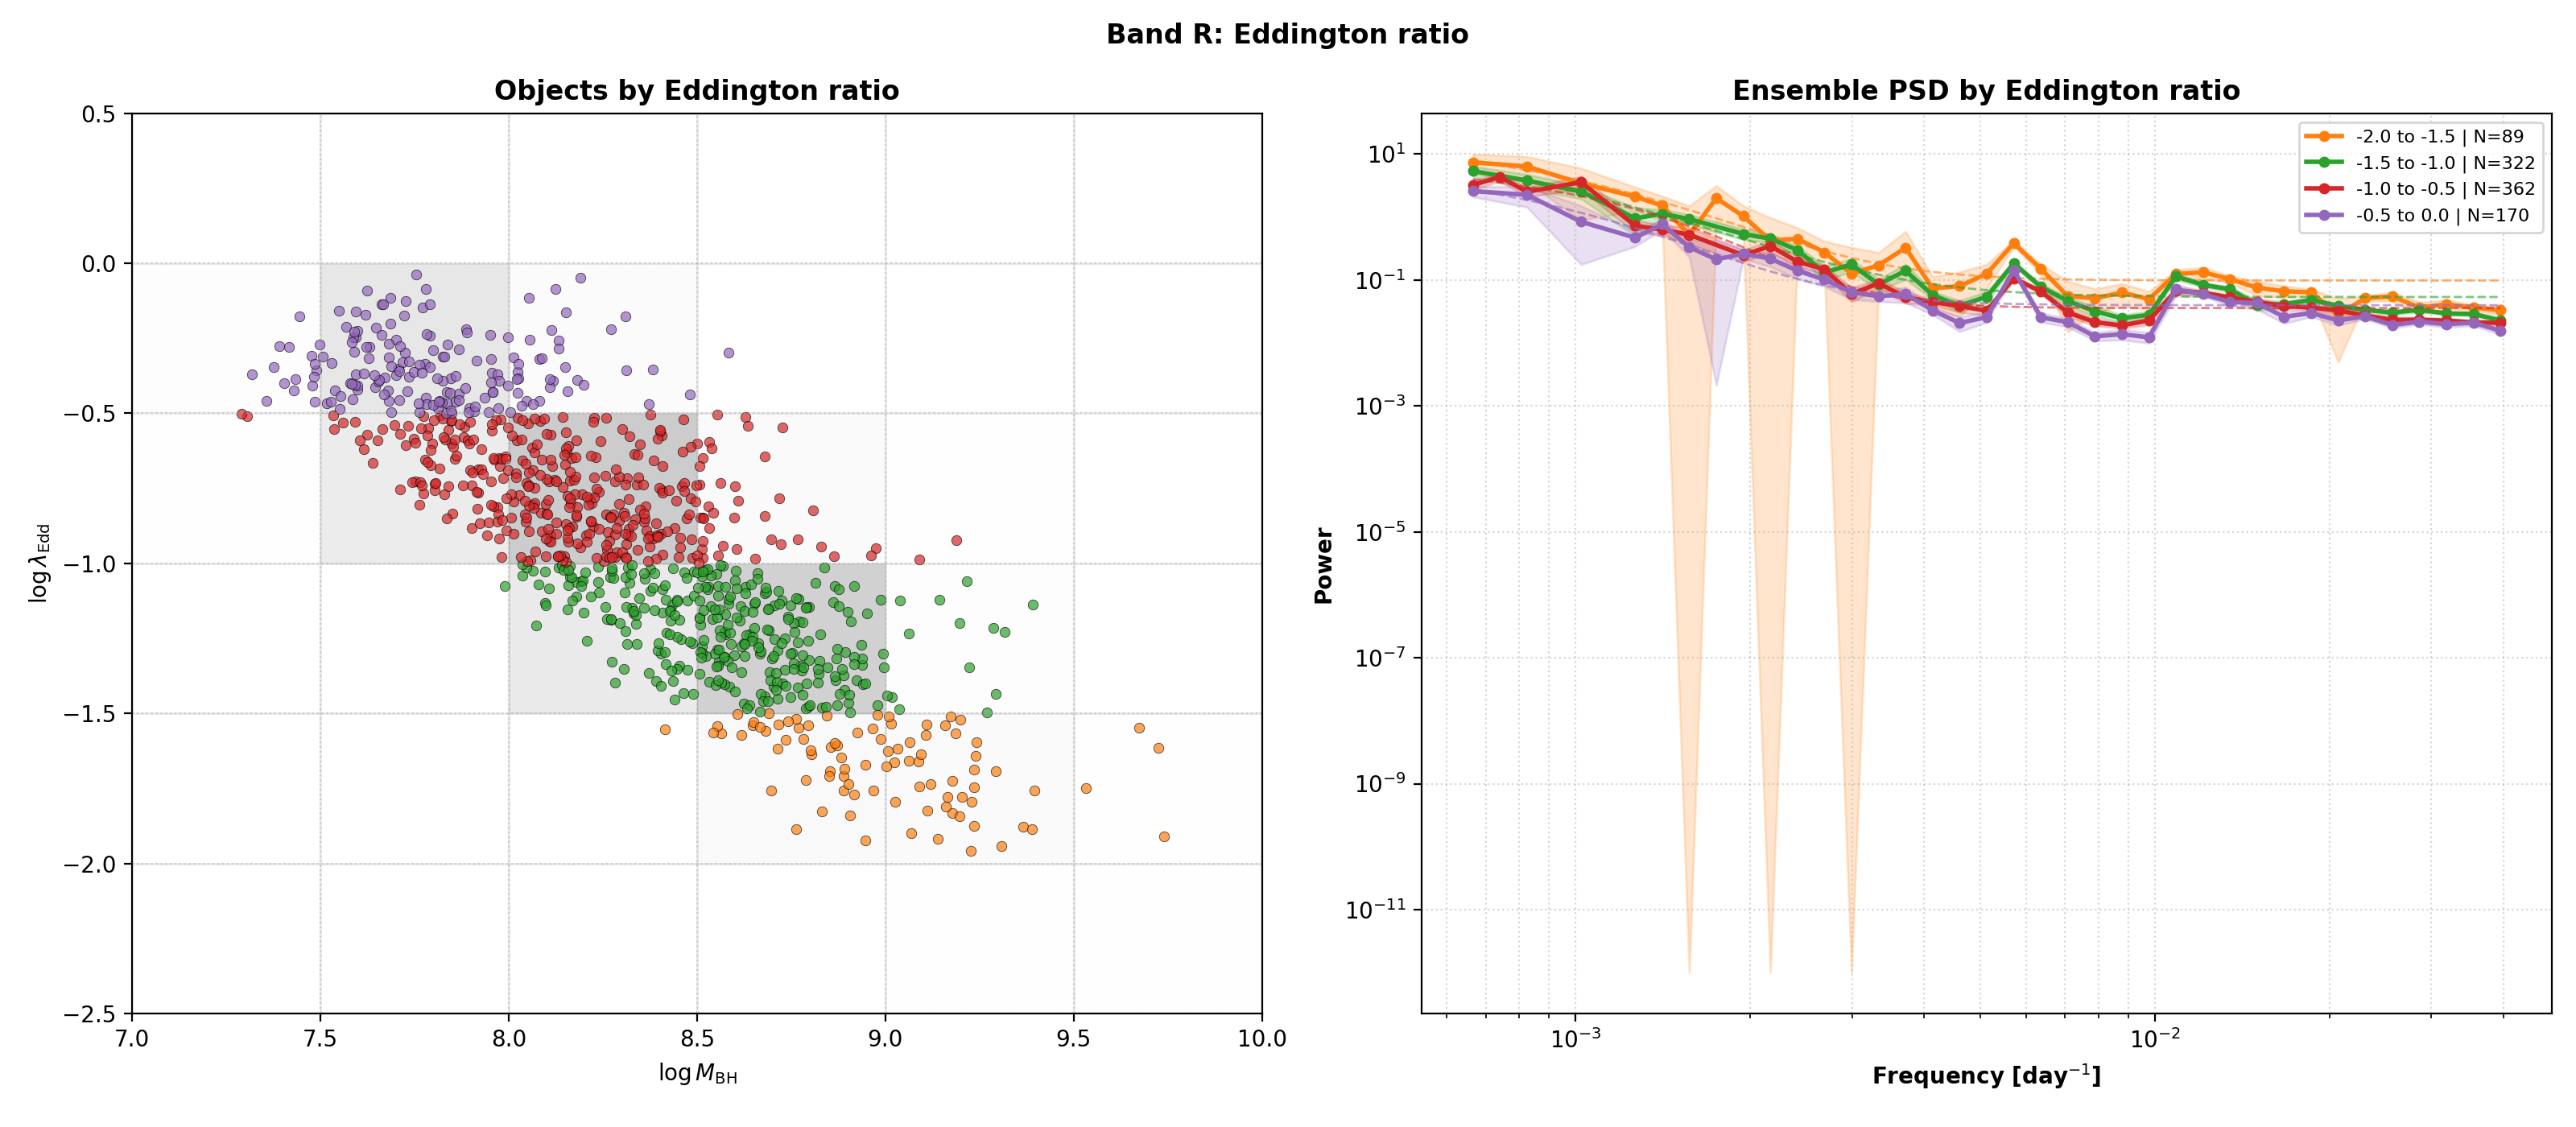 Band R: Eddington ratio
Objects by Eddington ratio
0.5
0.0
−0.5
−1.0
−1.5
−2.0
−2.5
log λ_Edd
7.0 7.5 8.0 8.5 9.0 9.5 10.0
log M_BH
Ensemble PSD by Eddington ratio
-2.0 to -1.5 | N=89
-1.5 to -1.0 | N=322
-1.0 to -0.5 | N=362
-0.5 to 0.0 | N=170
10¹
10⁻¹
10⁻³
10⁻⁵
10⁻⁷
10⁻⁹
10⁻¹¹
Power
10⁻³ 10⁻²
Frequency [day⁻¹]